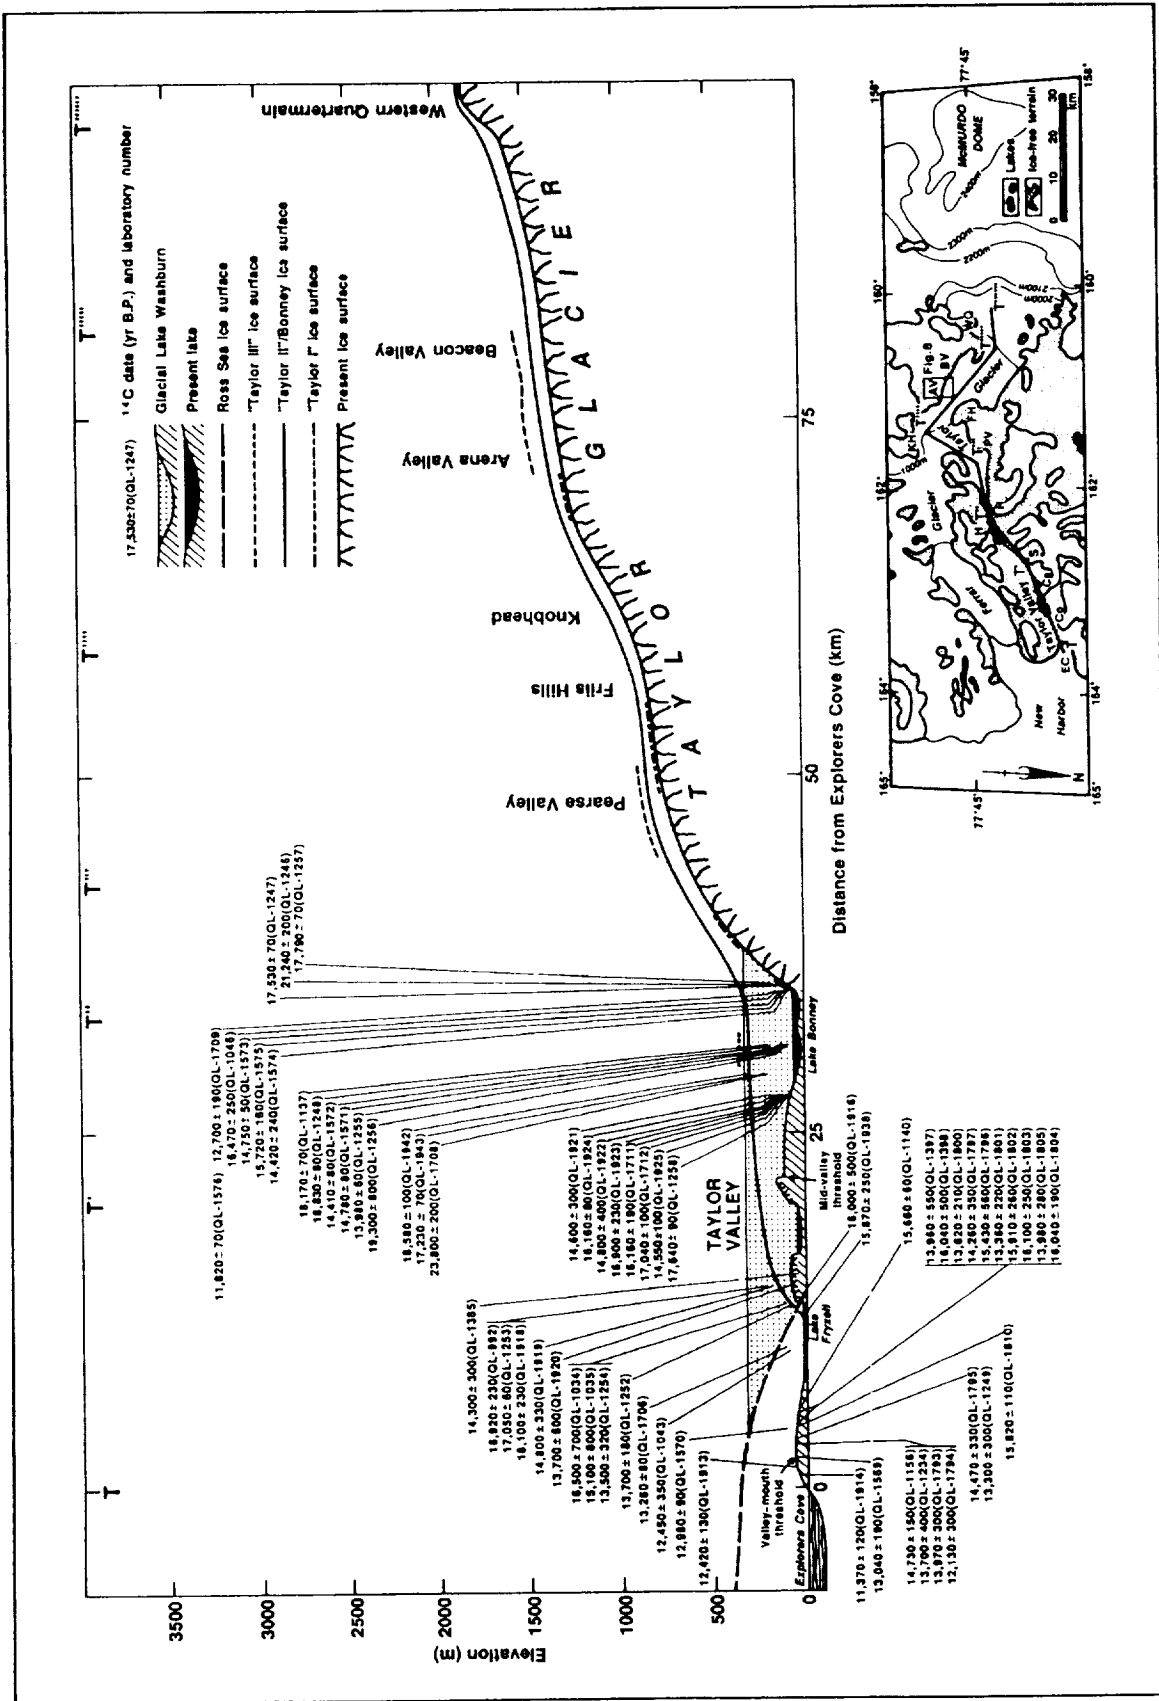 Elevation (m)
3500
3000
2500
2000
1500
1000
500
0
T
T'
T''
T'''
T''''
17,530±70(QL-1247)
14C date (yr B.P.) and laboratory number
Glacial Lake Washburn
Present lake
Ross Sea Ice surface
"Taylor III" Ice surface
"Taylor II"/Bonney Ice surface
"Taylor I" Ice surface
Present Ice surface
Western Quartermain
Beacon Valley
Arena Valley
Knobhead
Friis Hills
Pearse Valley
TAYLOR GLACIER
17,530 ± 70(QL-1247)
21,240 ± 200(QL-1246)
17,790 ± 70(QL-1257)
11,820 ± 70(QL-1576)
12,700 ± 190(QL-1709)
16,470 ± 250(QL-1046)
14,750 ± 50(QL-1573)
15,720 ± 160(QL-1575)
14,420 ± 240(QL-1574)
18,170 ± 70(QL-1137)
18,830 ± 80(QL-1248)
14,410 ± 80(QL-1572)
14,780 ± 80(QL-1571)
13,980 ± 60(QL-1255)
19,300 ± 800(QL-1256)
18,580 ± 100(QL-1942)
17,230 ± 70(QL-1943)
23,800 ± 200(QL-1708)
14,600 ± 300(QL-1921)
16,160 ± 80(QL-1924)
14,800 ± 400(QL-1922)
16,900 ± 230(QL-1923)
16,160 ± 190(QL-1711)
17,040 ± 100(QL-1712)
14,550 ± 100(QL-1925)
17,640 ± 90(QL-1258)
TAYLOR
VALLEY
14,300 ± 300(QL-1385)
16,920 ± 230(QL-992)
17,050 ± 60(QL-1253)
16,100 ± 230(QL-1918)
14,800 ± 330(QL-1919)
13,700 ± 600(QL-1920)
16,500 ± 700(QL-1034)
15,100 ± 800(QL-1035)
13,500 ± 320(QL-1254)
13,700 ± 180(QL-1252)
13,260 ± 80(QL-1706)
12,450 ± 350(QL-1043)
12,980 ± 90(QL-1570)
12,420 ± 130(QL-1913)
Valley-mouth
threshold
Explorers Cove
Lake
Fryxell
Mid-valley
threshold
Lake Bonney
0
25
50
75
Distance from Explorers Cove (km)
16,000 ± 500(QL-1916)
15,870 ± 250(QL-1938)
15,660 ± 60(QL-1140)
13,960 ± 550(QL-1397)
16,040 ± 500(QL-1398)
13,620 ± 210(QL-1800)
14,260 ± 350(QL-1797)
15,430 ± 560(QL-1796)
13,360 ± 220(QL-1801)
15,910 ± 260(QL-1802)
16,100 ± 250(QL-1803)
13,980 ± 280(QL-1805)
16,040 ± 190(QL-1804)
15,820 ± 110(QL-1810)
14,470 ± 330(QL-1795)
13,300 ± 300(QL-1249)
14,730 ± 150(QL-1156)
13,700 ± 400(QL-1234)
13,970 ± 300(QL-1793)
12,130 ± 300(QL-1794)
11,370 ± 120(QL-1914)
13,040 ± 190(QL-1569)
165°
164°
162°
160°
158°
77°45'
77°45'
165°
164°
162°
160°
158°
New
Harbor
N
Ferrar
Glacier
Taylor Valley
Taylor
Glacier
1000m
2000m
2100m
2200m
2300m
2400m
McMURDO
DOME
EC
Co
CB
S
H
R
PV
FH
KH
AV
BV
WQ
Fig. 8
Lakes
Ice-free terrain
0
10
20
30
km